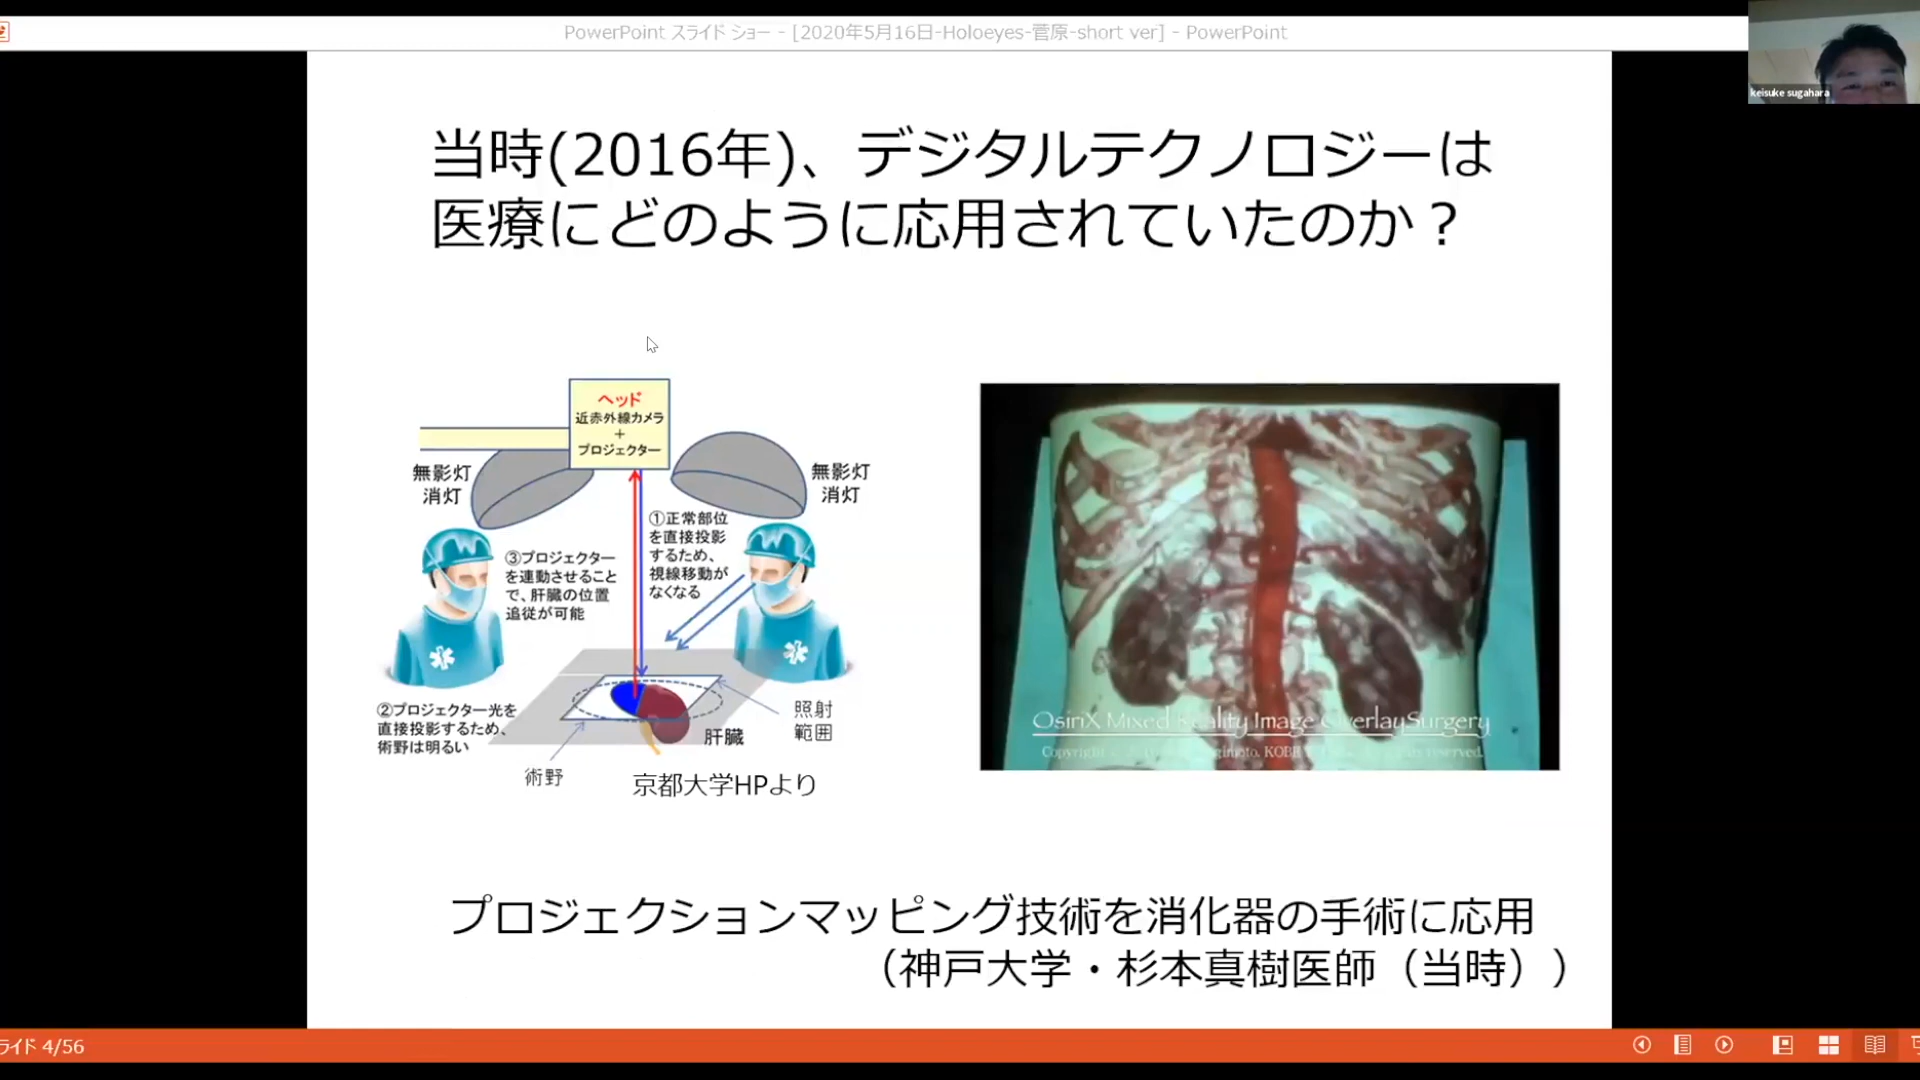 PowerPoint スライド ショー - [2020年5月16日-Holoeyes-菅原-short ver] - PowerPoint
keisuke sugahara
当時(2016年)、デジタルテクノロジーは
医療にどのように応用されていたのか？
ヘッド
近赤外線カメラ
+
プロジェクター
無影灯
消灯
無影灯
消灯
①正常部位
を直接投影
するため、
視線移動が
なくなる
③プロジェクター
を連動させること
で、肝臓の位置
追従が可能
②プロジェクター光を
直接投影するため、
術野は明るい
照射
範囲
肝臓
術野
京都大学HPより
OsiriX Mixed Reality Image Overlay Surgery
Copyright
KOBE
reserved.
プロジェクションマッピング技術を消化器の手術に応用
（神戸大学・杉本真樹医師（当時））
ライド 4/56